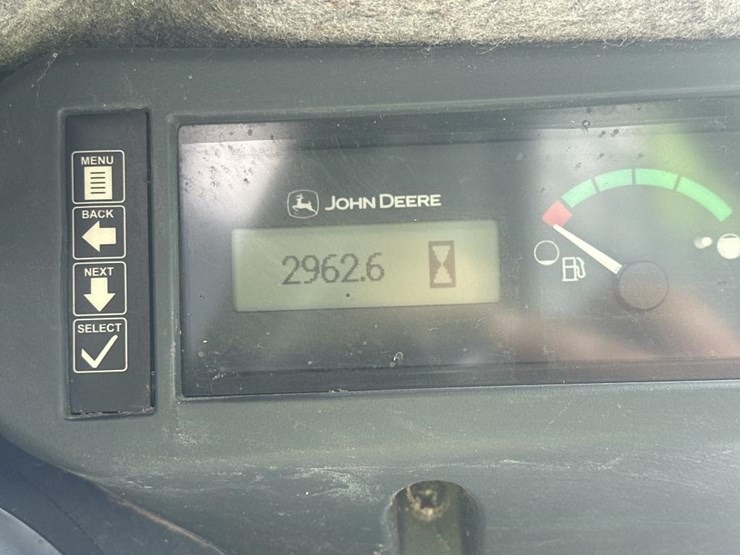 MENU
BACK
NEXT
SELECT
JOHN DEERE
2962.6